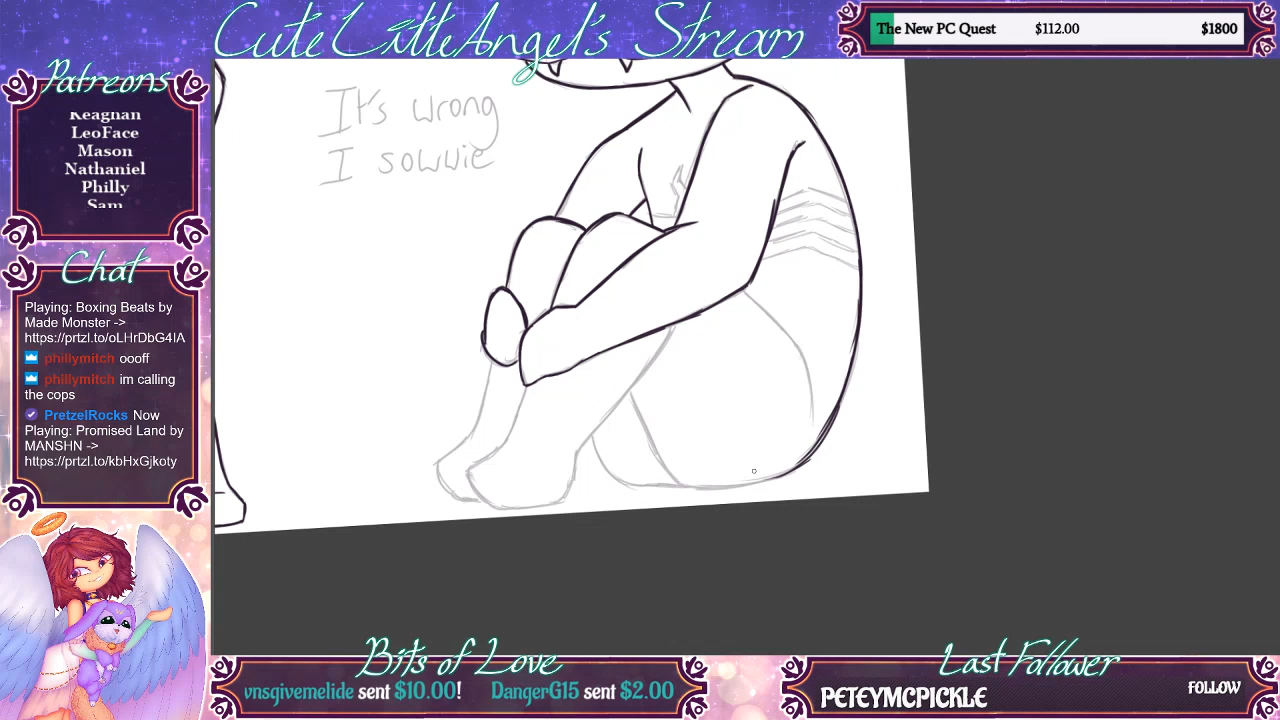 CuteLittleAngel's Stream
The New PC Quest $112.00 $1800
Patreons
Keagnan
LeoFace
Mason
Nathaniel
Philly
Sam
It's wrong
I sowwie
Chat
Playing: Boxing Beats by
Made Monster ->
https://prtzl.to/oLHrDbG4IA
phillymitch oooff
phillymitch im calling
the cops
PretzelRocks Now
Playing: Promised Land by
MANSHN ->
https://prtzl.to/kbHxGjkoty
Bits of Love
vnsgivemelide sent $10.00! DangerG15 sent $2.00
Last Follower
PETEYMCPICKLE FOLLOW